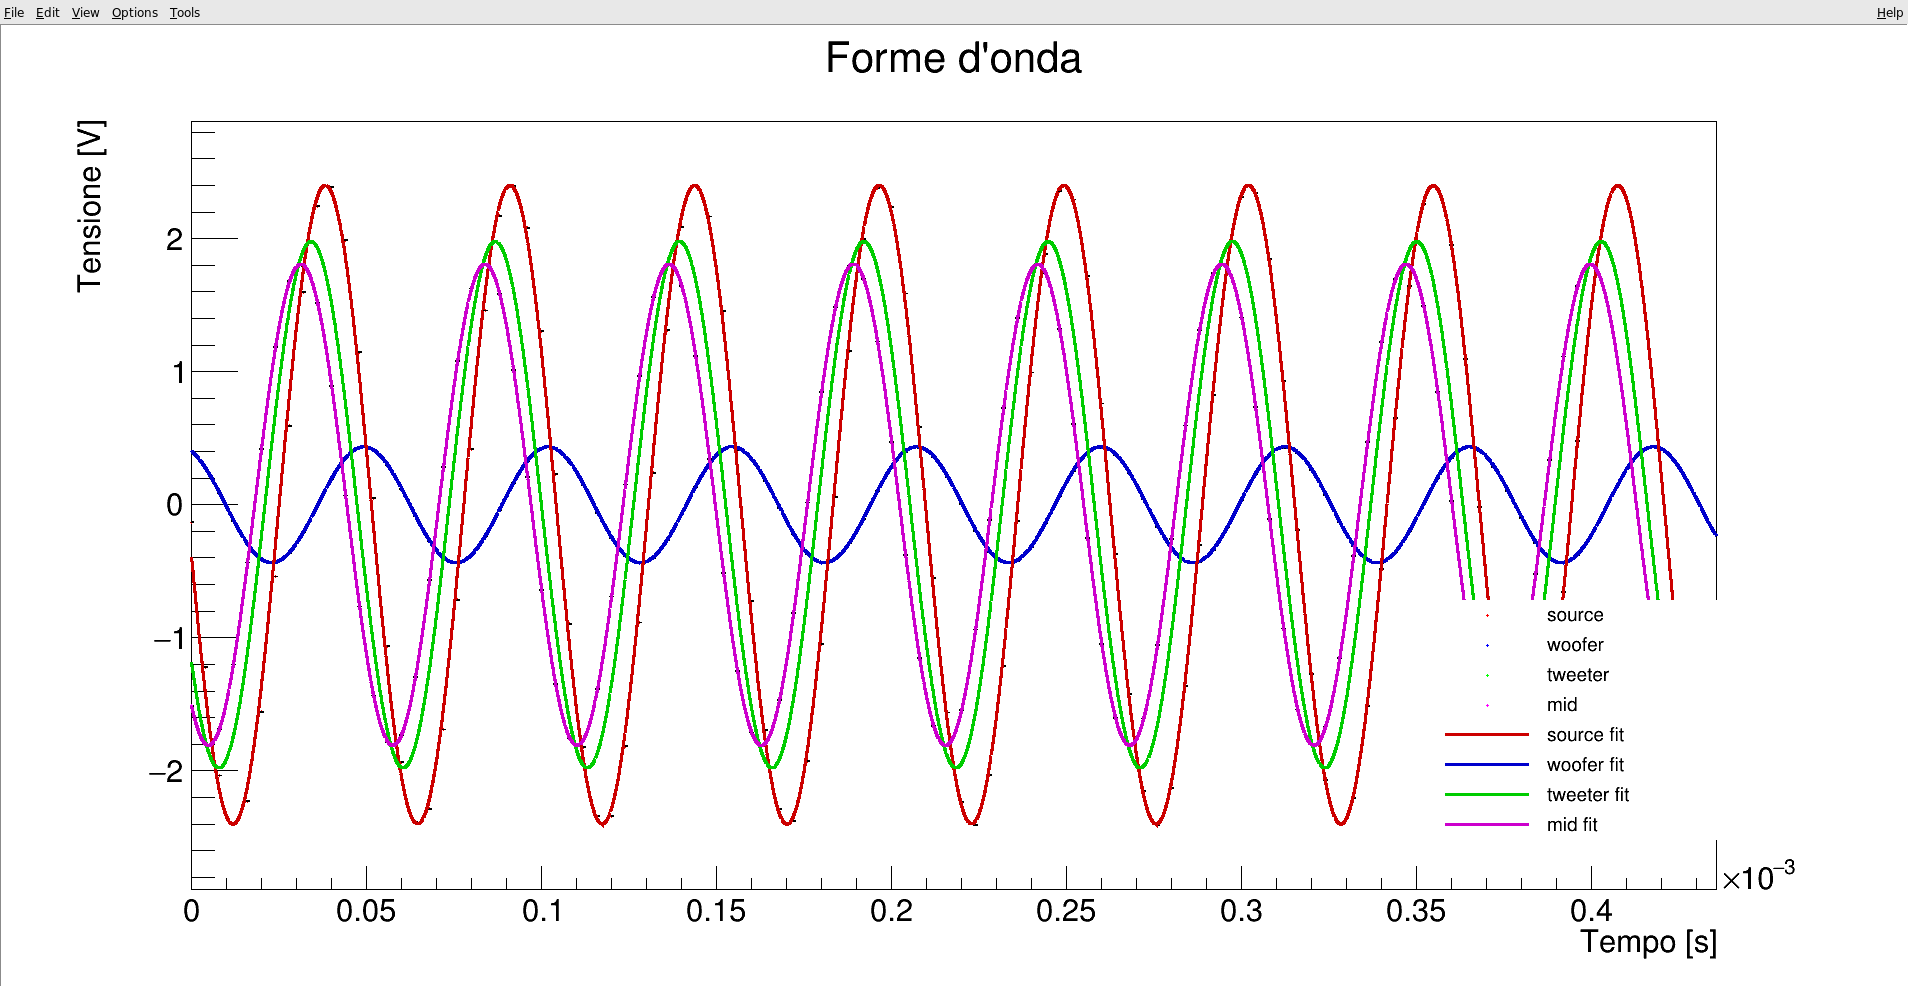 File Edit View Options Tools Help
Forme d'onda
Tensione [V]
2
1
0
−1
−2
0 0.05 0.1 0.15 0.2 0.25 0.3 0.35 0.4
×10⁻³
Tempo [s]
source
woofer
tweeter
mid
source fit
woofer fit
tweeter fit
mid fit